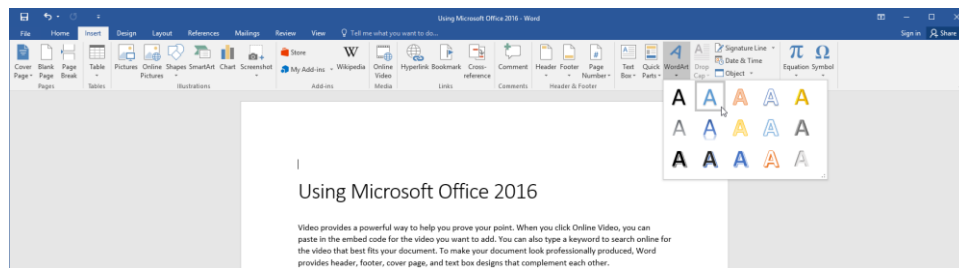 Using Microsoft Office 2016 - Word
File Home Insert Design Layout References Mailings Review View Tell me what you want to do... Sign in Share
Cover Page Blank Page Page Break Table Pictures Online Pictures Shapes SmartArt Chart Screenshot Store My Add-ins Wikipedia Online Video Hyperlink Bookmark Cross-reference Comment Header Footer Page Number Text Box Quick Parts WordArt Drop Cap Signature Line Date & Time Object Equation Symbol
Pages Tables Illustrations Add-ins Media Links Comments Header & Footer
A A A A A
A A A A A
A A A A A
Using Microsoft Office 2016
Video provides a powerful way to help you prove your point. When you click Online Video, you can
paste in the embed code for the video you want to add. You can also type a keyword to search online for
the video that best fits your document. To make your document look professionally produced, Word
provides header, footer, cover page, and text box designs that complement each other.